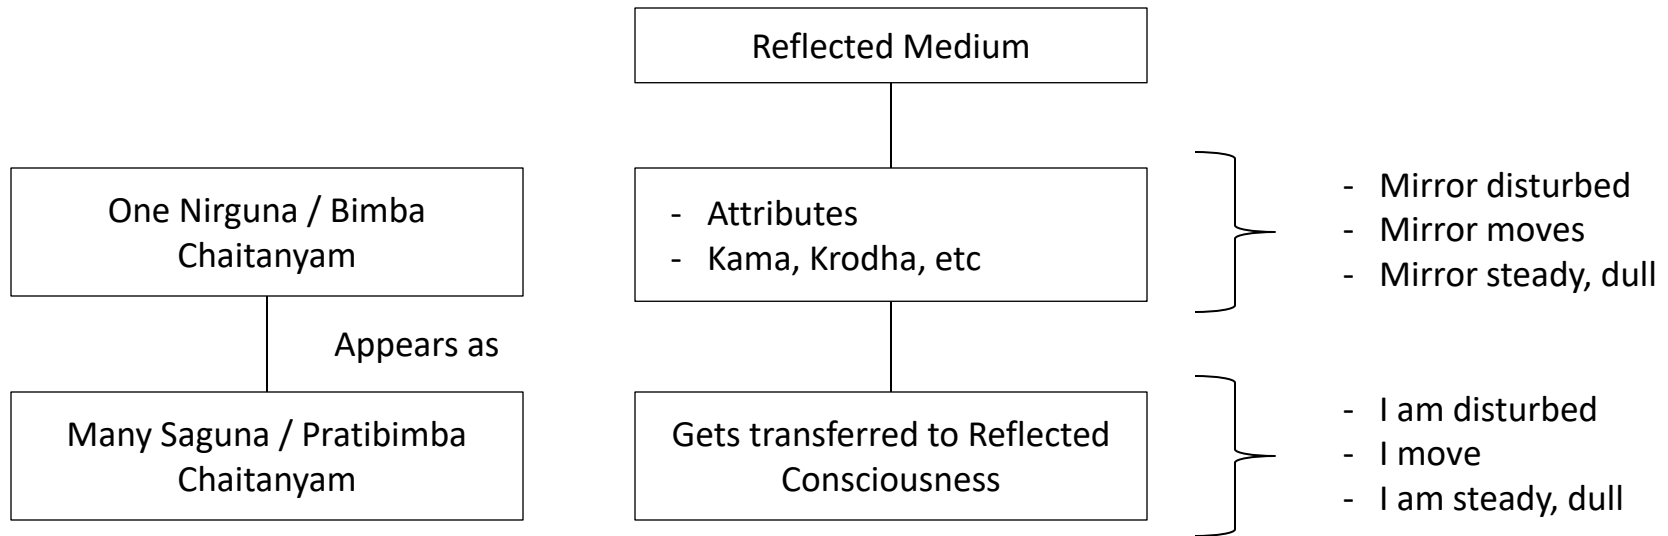 Reflected Medium
One Nirguna / Bimba
Chaitanyam
Appears as
Many Saguna / Pratibimba
Chaitanyam
- Attributes
- Kama, Krodha, etc
Gets transferred to Reflected
Consciousness
- Mirror disturbed
- Mirror moves
- Mirror steady, dull
- I am disturbed
- I move
- I am steady, dull